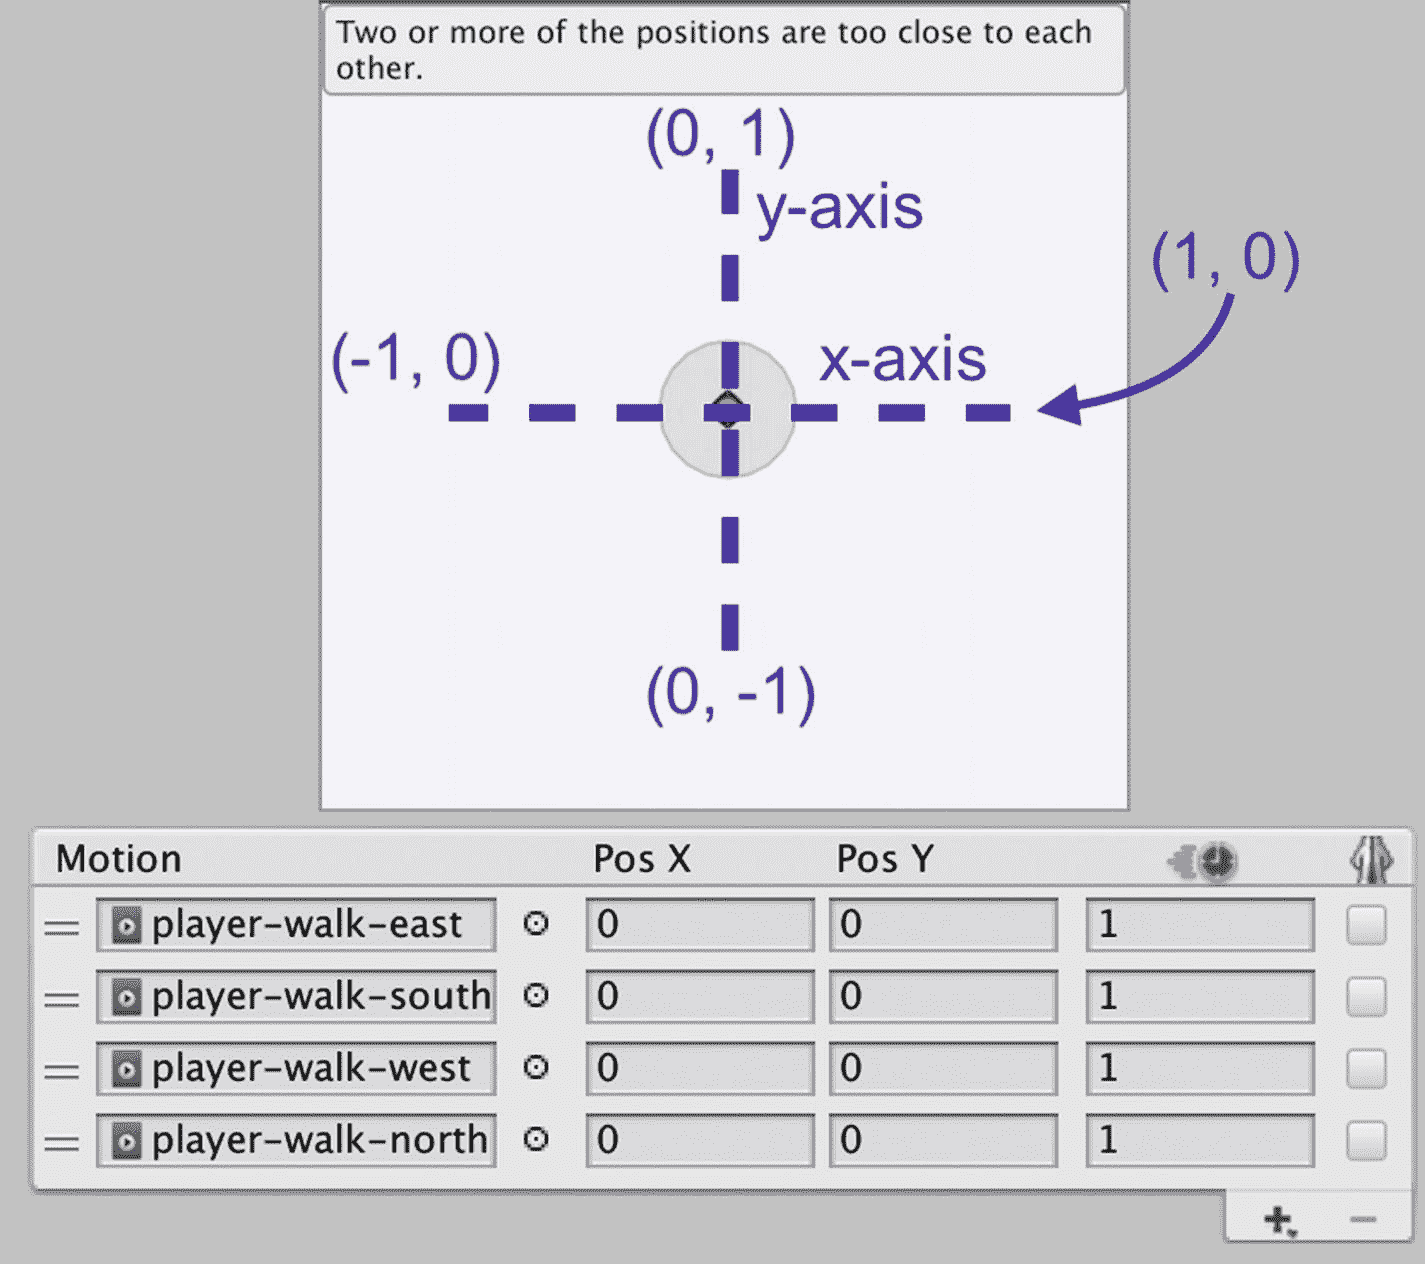 Two or more of the positions are too close to each
other.
(0, 1)
y-axis
(1, 0)
(-1, 0)
x-axis
(0, -1)
Motion Pos X Pos Y
player-walk-east 0 0 1
player-walk-south 0 0 1
player-walk-west 0 0 1
player-walk-north 0 0 1